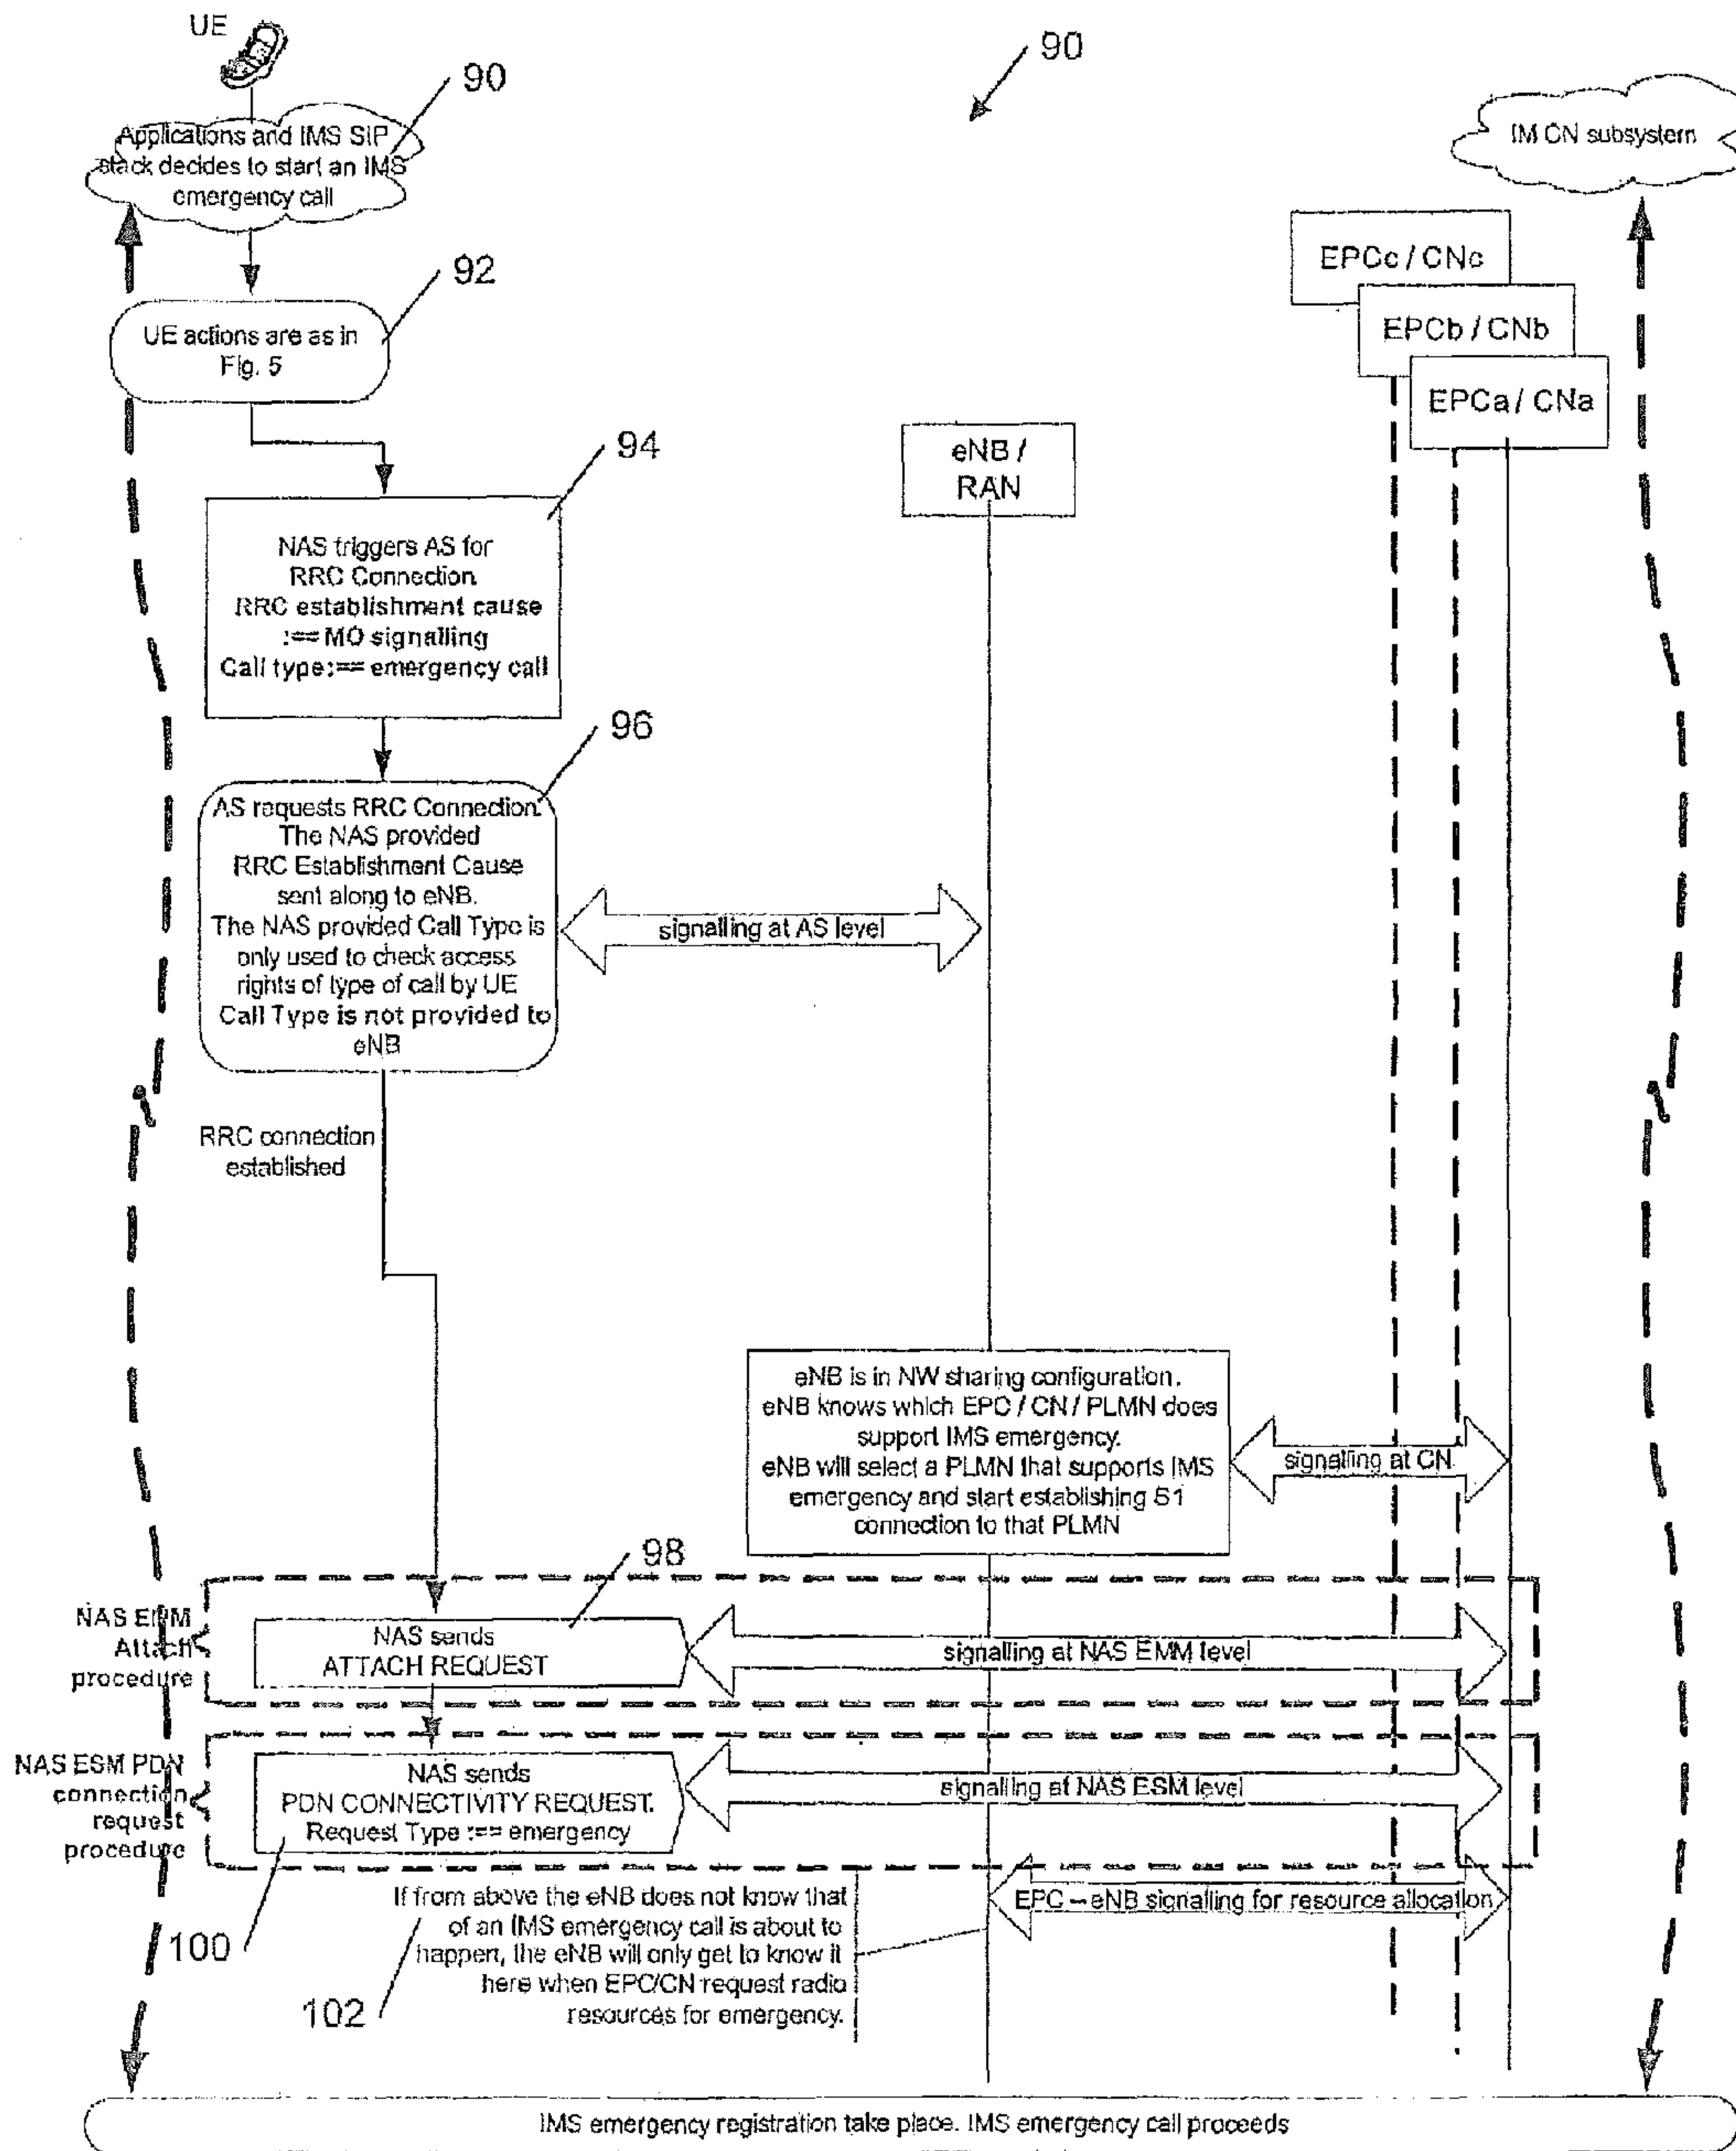 UE
90
90
Applications and IMS SIP
stack decides to start an IMS
emergency call
IM CN subsystem
92
UE actions are as in
Fig. 5
EPCc / CNc
EPCb / CNb
EPCa / CNa
eNB /
RAN
94
NAS triggers AS for
RRC Connection.
RRC establishment cause
:== MO signalling
Call type:== emergency call
96
AS requests RRC Connection.
The NAS provided
RRC Establishment Cause
sent along to eNB.
The NAS provided Call Type is
only used to check access
rights of type of call by UE
Call Type is not provided to
eNB
signalling at AS level
RRC connection
established
eNB is in NW sharing configuration.
eNB knows which EPC / CN / PLMN does
support IMS emergency.
eNB will select a PLMN that supports IMS
emergency and start establishing S1
connection to that PLMN
signalling at CN
98
NAS EMM
Attach
procedure
NAS sends
ATTACH REQUEST
signalling at NAS EMM level
NAS ESM PDN
connection
request
procedure
NAS sends
PDN CONNECTIVITY REQUEST.
Request Type :== emergency
signalling at NAS ESM level
100
If from above the eNB does not know that
of an IMS emergency call is about to
happen, the eNB will only get to know it
here when EPC/CN request radio
resources for emergency.
102
EPC – eNB signalling for resource allocation
IMS emergency registration take place. IMS emergency call proceeds